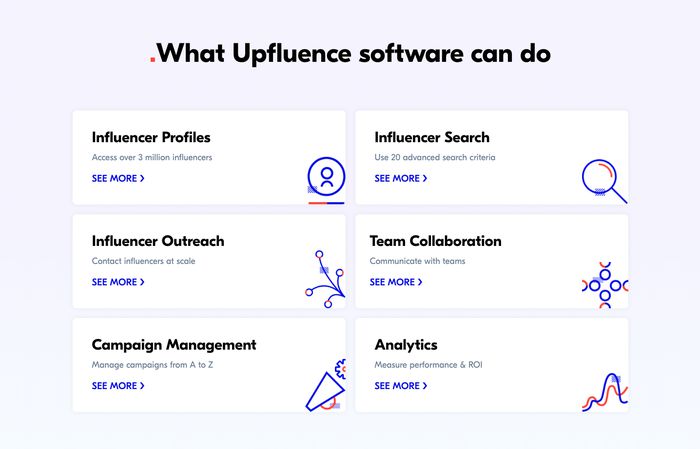 .What Upfluence software can do
Influencer Profiles
Access over 3 million influencers
SEE MORE ›
Influencer Search
Use 20 advanced search criteria
SEE MORE ›
Influencer Outreach
Contact influencers at scale
SEE MORE ›
Team Collaboration
Communicate with teams
SEE MORE ›
Campaign Management
Manage campaigns from A to Z
SEE MORE ›
Analytics
Measure performance & ROI
SEE MORE ›